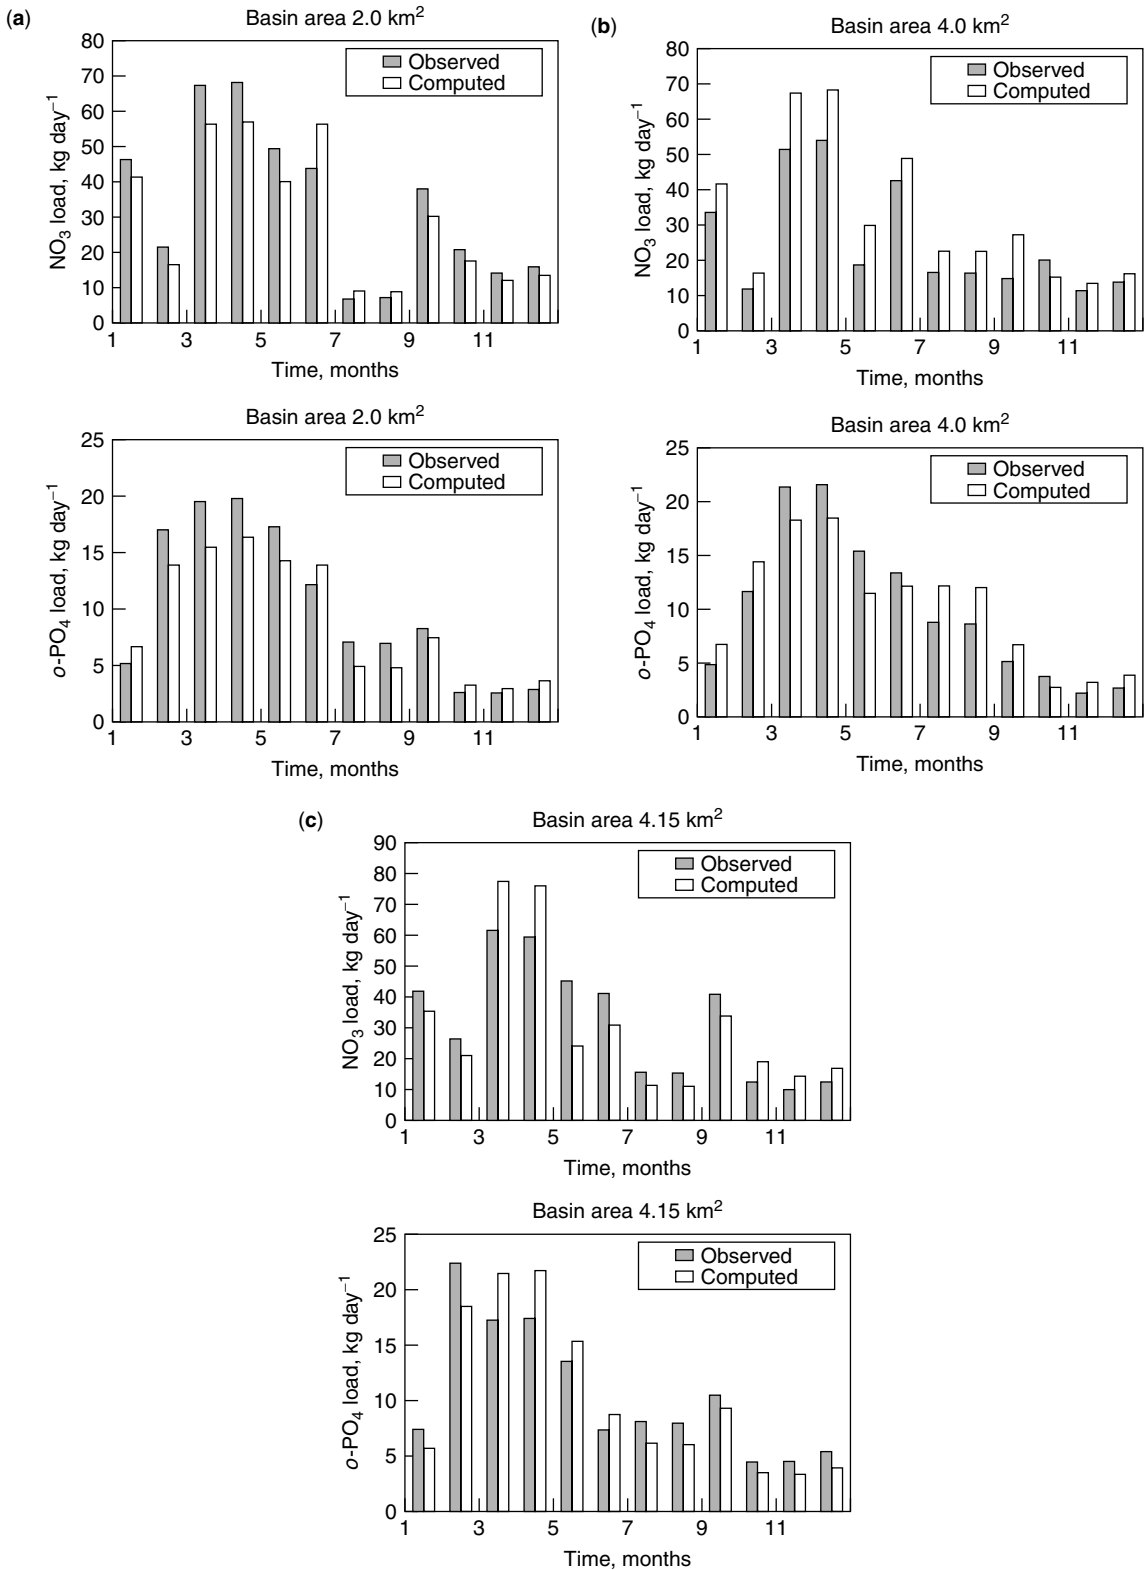 (a)
Basin area 2.0 km²
NO₃ load, kg day⁻¹
80
70
60
50
40
30
20
10
0
Observed
Computed
1 3 5 7 9 11
Time, months
(b)
Basin area 4.0 km²
NO₃ load, kg day⁻¹
80
70
60
50
40
30
20
10
0
Observed
Computed
1 3 5 7 9 11
Time, months
Basin area 2.0 km²
o-PO₄ load, kg day⁻¹
25
20
15
10
5
0
Observed
Computed
1 3 5 7 9 11
Time, months
Basin area 4.0 km²
o-PO₄ load, kg day⁻¹
25
20
15
10
5
0
Observed
Computed
1 3 5 7 9 11
Time, months
(c)
Basin area 4.15 km²
NO₃ load, kg day⁻¹
90
80
70
60
50
40
30
20
10
0
Observed
Computed
1 3 5 7 9 11
Time, months
Basin area 4.15 km²
o-PO₄ load, kg day⁻¹
25
20
15
10
5
0
Observed
Computed
1 3 5 7 9 11
Time, months